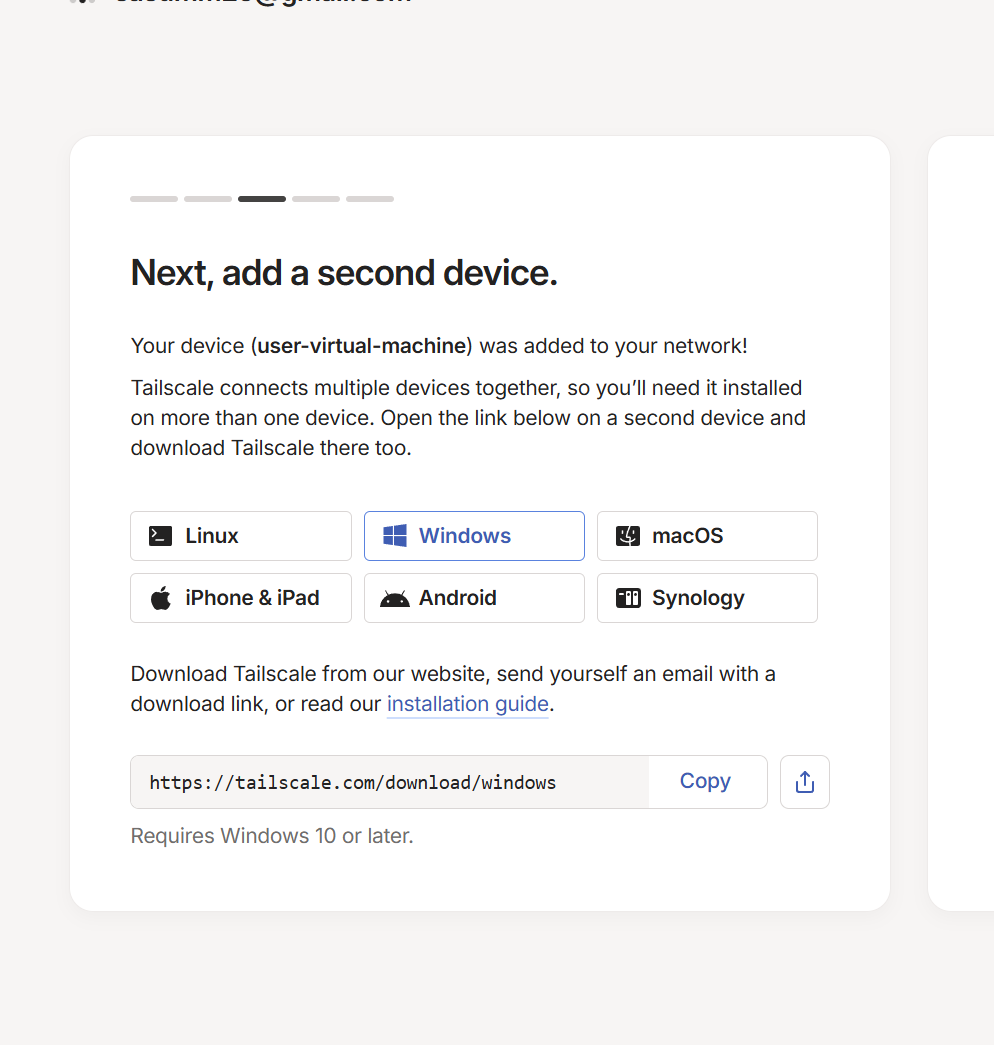 Next, add a second device.
Your device (user-virtual-machine) was added to your network!
Tailscale connects multiple devices together, so you’ll need it installed
on more than one device. Open the link below on a second device and
download Tailscale there too.
Linux
Windows
macOS
iPhone & iPad
Android
Synology
Download Tailscale from our website, send yourself an email with a
download link, or read our installation guide.
https://tailscale.com/download/windows
Copy
Requires Windows 10 or later.